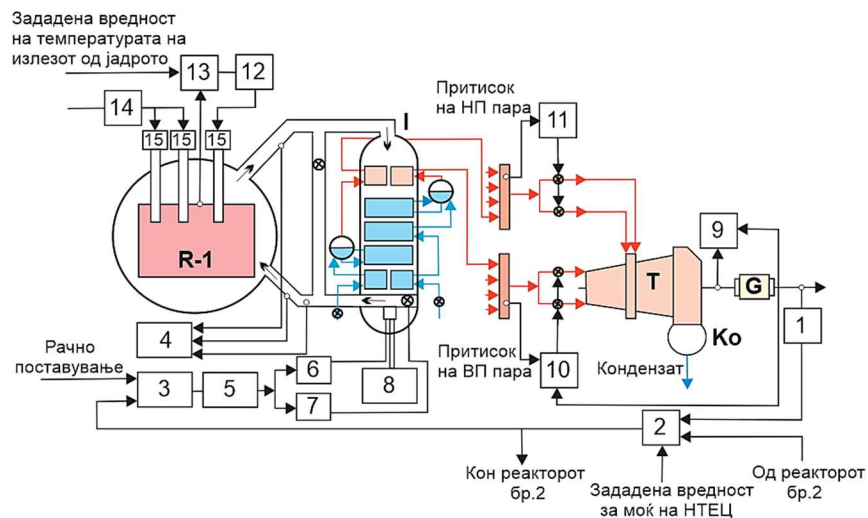 Зададена вредност
на температурата на
излезот од јадрото
13
12
14
15
15
15
I
Притисок
на НП пара
11
R-1
9
T
G
1
Ko
4
Рачно
поставување
3
5
6
7
8
Притисок
на ВП пара
10
Кондензат
2
Кон реакторот
бр.2
Зададена вредност
за моќ на НТЕЦ
Од реакторот
бр.2